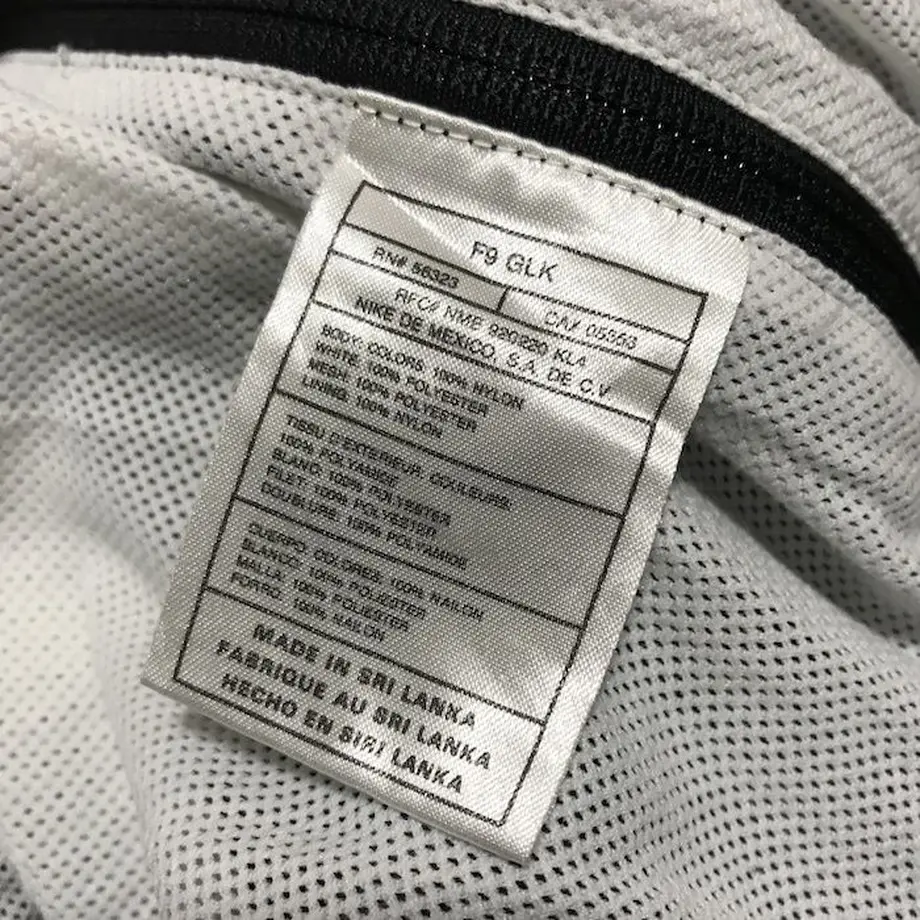 F9 GLK
RN# 56323
CA# 05553
RFC# NME 920220 KL4
NIKE DE MEXICO, S.A. DE C.V.
BODY: COLORS, 100% NYLON
WHITE, 100% POLYESTER
MESH: 100% POLYESTER
LINING: 100% NYLON
TISSU D'EXTERIEUR, COULEURS
100% POLYAMIDE
BLANC: 100% POLYESTER
FILET: 100% POLYESTER
DOUBLURE: 100% POLYAMIDE
CUERPO: COLORES: 100% NAILON
BLANCO: 100% POLIESTER
MALLA: 100% POLIESTER
FORRO: 100% NAILON
MADE IN SRI LANKA
FABRIQUE AU SRI LANKA
HECHO EN SIRI LANKA